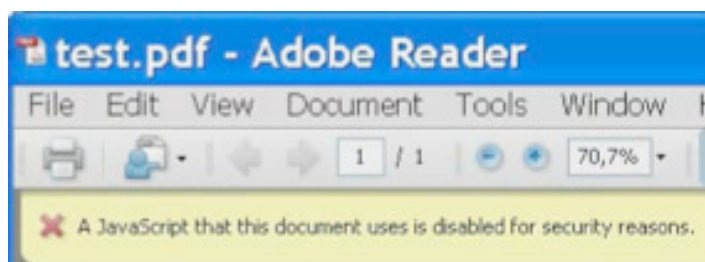 test.pdf - Adobe Reader
File Edit View Document Tools Window
1 / 1 70,7%
A JavaScript that this document uses is disabled for security reasons.